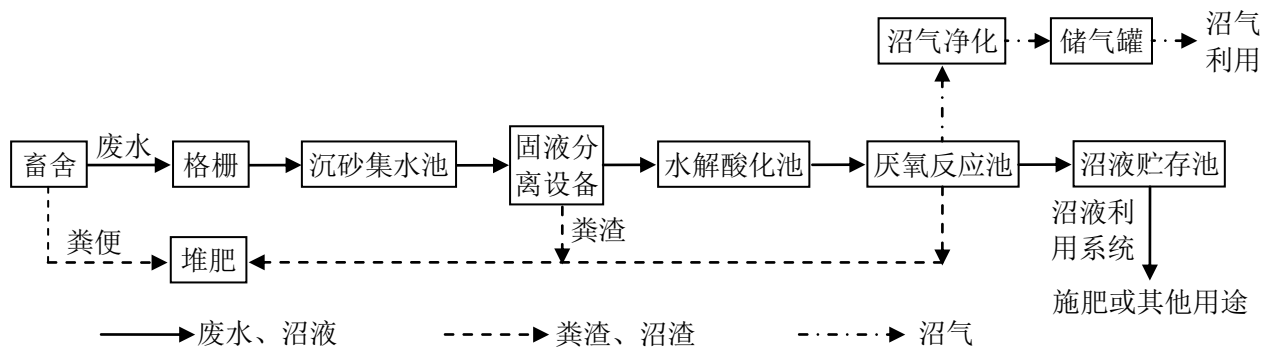 沼气净化
储气罐
沼气
利用
畜舍
废水
格栅
沉砂集水池
固液分
离设备
水解酸化池
厌氧反应池
沼液贮存池
粪便
堆肥
粪渣
沼液利
用系统
施肥或其他用途
废水、沼液
粪渣、沼渣
沼气